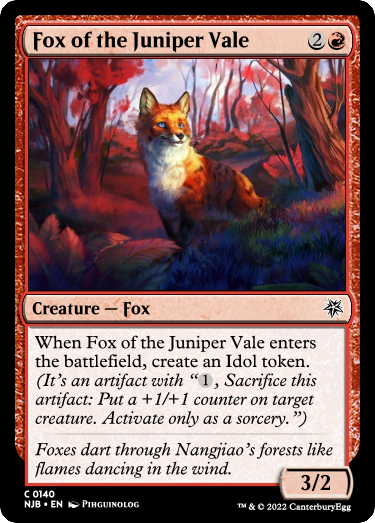 Fox of the Juniper Vale 2
Creature — Fox
When Fox of the Juniper Vale enters
the battlefield, create an Idol token.
(It's an artifact with “1, Sacrifice this
artifact: Put a +1/+1 counter on target
creature. Activate only as a sorcery.”)
Foxes dart through Nangjiao's forests like
flames dancing in the wind.
3/2
C 0140
NJB • EN Pihguinolog
™ & © 2022 CanterburyEgg